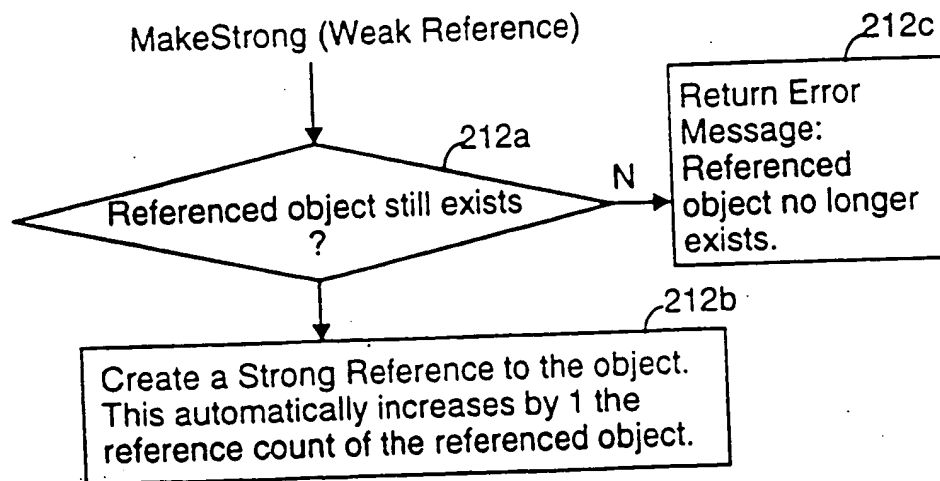 MakeStrong (Weak Reference)
212c
Return Error
Message:
Referenced
object no longer
exists.
212a
N
Referenced object still exists
?
212b
Create a Strong Reference to the object.
This automatically increases by 1 the
reference count of the referenced object.